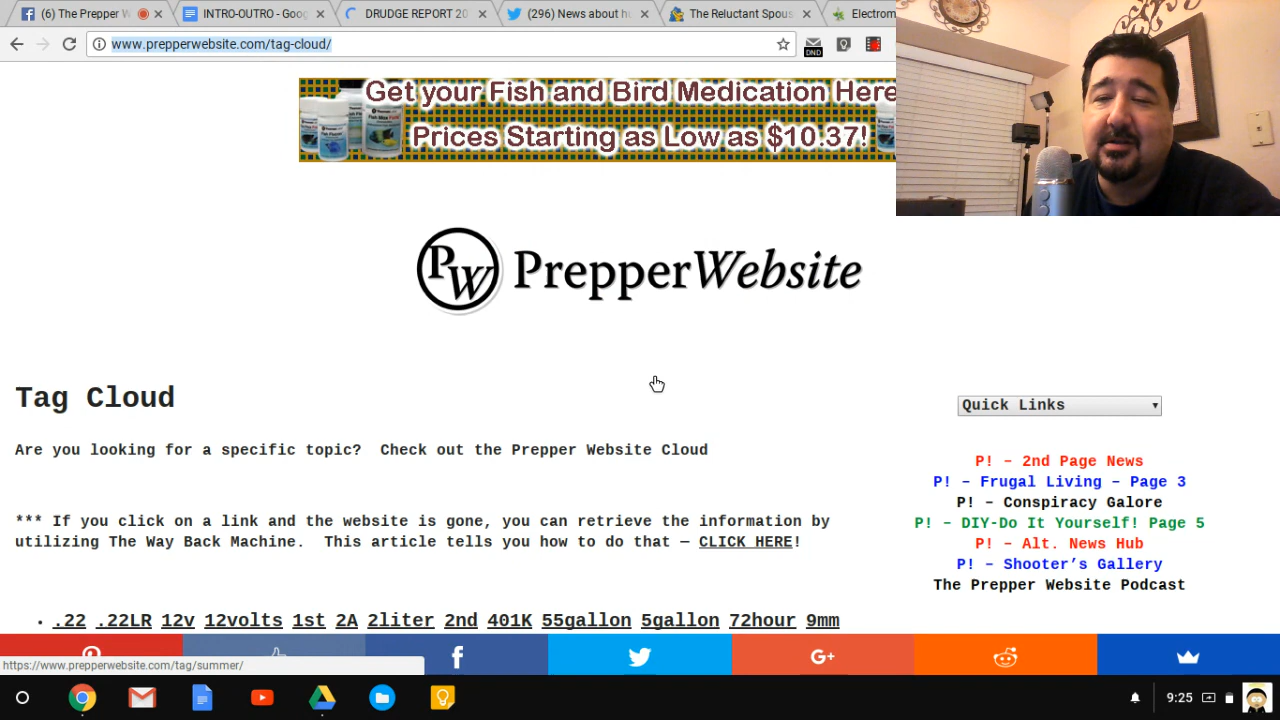 (6) The Prepper W
INTRO-OUTRO - Goog
DRUDGE REPORT 20
(296) News about hu
The Reluctant Spous
Electrom
www.prepperwebsite.com/tag-cloud/
DND
Get your Fish and Bird Medication Here
Prices Starting as Low as $10.37!
PW PrepperWebsite
Tag Cloud
Quick Links
Are you looking for a specific topic? Check out the Prepper Website Cloud
P! – 2nd Page News
P! – Frugal Living – Page 3
P! – Conspiracy Galore
P! – DIY-Do It Yourself! Page 5
P! – Alt. News Hub
P! – Shooter’s Gallery
The Prepper Website Podcast
*** If you click on a link and the website is gone, you can retrieve the information by
utilizing The Way Back Machine. This article tells you how to do that — CLICK HERE!
• .22 .22LR 12v 12volts 1st 2A 2liter 2nd 401K 55gallon 5gallon 72hour 9mm
G+
https://www.prepperwebsite.com/tag/summer/
9:25